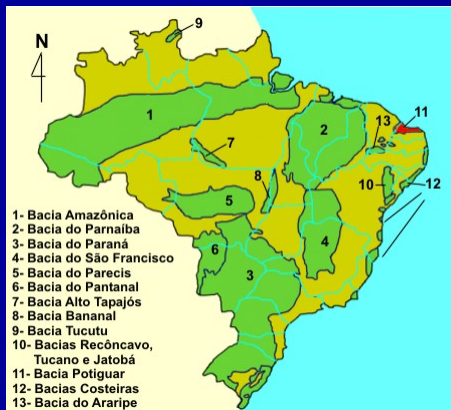 9
N
11
1
13
2
7
8
10
12
5
4
6
3
1- Bacia Amazônica
2- Bacia do Parnaíba
3- Bacia do Paraná
4- Bacia do São Francisco
5- Bacia do Parecis
6- Bacia do Pantanal
7- Bacia Alto Tapajós
8- Bacia Bananal
9- Bacia Tucutu
10- Bacias Recôncavo,
Tucano e Jatobá
11- Bacia Potiguar
12- Bacias Costeiras
13- Bacia do Araripe